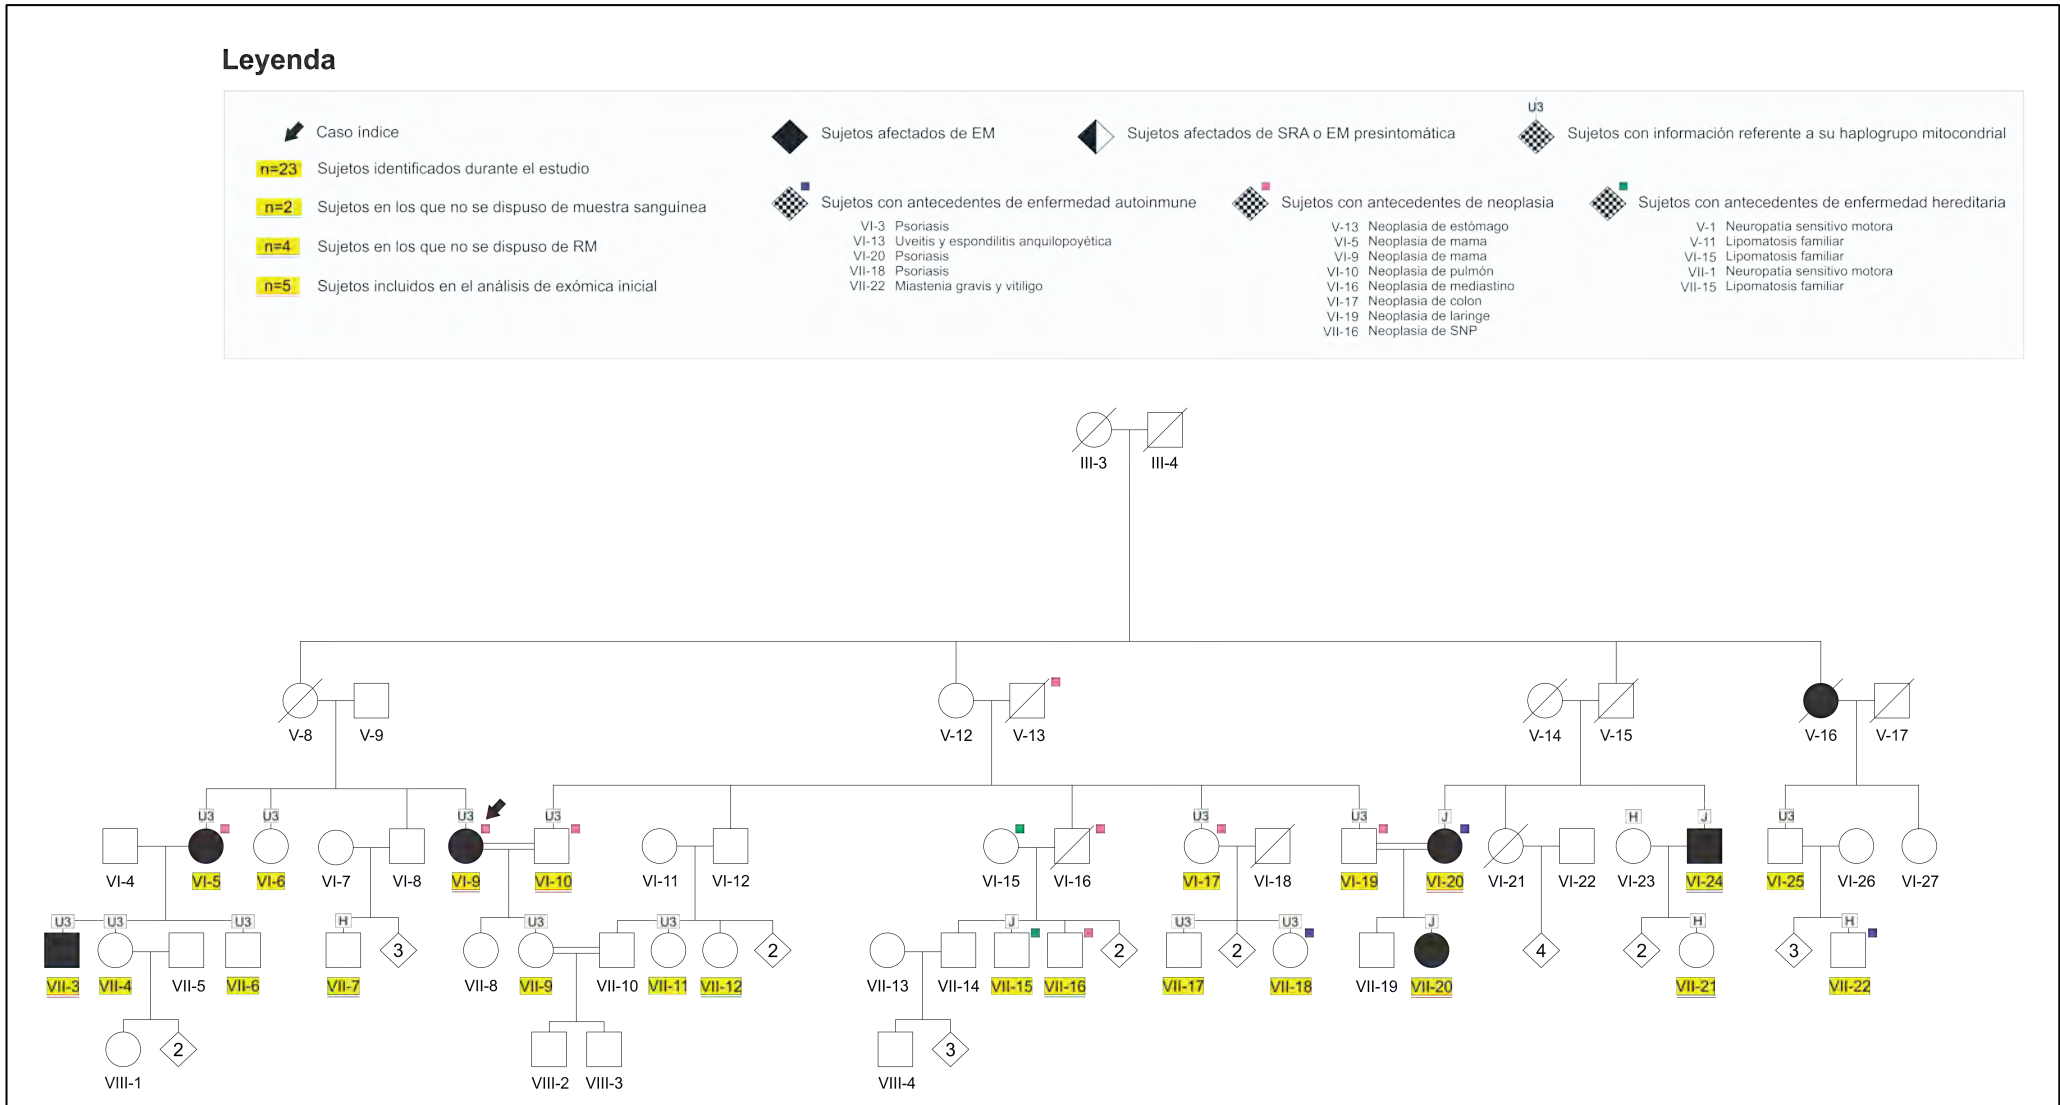 Leyenda
Caso índice
n=23 Sujetos identificados durante el estudio
n=2 Sujetos en los que no se dispuso de muestra sanguínea
n=4 Sujetos en los que no se dispuso de RM
n=5 Sujetos incluidos en el análisis de exómica inicial
Sujetos afectados de EM
Sujetos afectados de SRA o EM presintomática
U3
Sujetos con información referente a su haplogrupo mitocondrial
Sujetos con antecedentes de enfermedad autoinmune
VI-3 Psoriasis
VI-13 Uveitis y espondilitis anquilopoyética
VI-20 Psoriasis
VII-18 Psoriasis
VII-22 Miastenia gravis y vitiligo
Sujetos con antecedentes de neoplasia
V-13 Neoplasia de estómago
VI-5 Neoplasia de mama
VI-9 Neoplasia de mama
VI-10 Neoplasia de pulmón
VI-16 Neoplasia de mediastino
VI-17 Neoplasia de colon
VI-19 Neoplasia de laringe
VII-16 Neoplasia de SNP
Sujetos con antecedentes de enfermedad hereditaria
V-1 Neuropatía sensitivo motora
V-11 Lipomatosis familiar
VI-15 Lipomatosis familiar
VII-1 Neuropatía sensitivo motora
VII-15 Lipomatosis familiar
III-3 III-4
V-8 V-9 V-12 V-13 V-14 V-15 V-16 V-17
U3 U3 U3 U3 U3 U3 J H J U3
VI-4 VI-5 VI-6 VI-7 VI-8 VI-9 VI-10 VI-11 VI-12 VI-15 VI-16 VI-17 VI-18 VI-19 VI-20 VI-21 VI-22 VI-23 VI-24 VI-25 VI-26 VI-27
U3 U3 U3 H U3 U3 J U3 U3 J H H
3 2 2 2 4 2 3
VII-3 VII-4 VII-5 VII-6 VII-7 VII-8 VII-9 VII-10 VII-11 VII-12 VII-13 VII-14 VII-15 VII-16 VII-17 VII-18 VII-19 VII-20 VII-21 VII-22
2 3
VIII-1 VIII-2 VIII-3 VIII-4